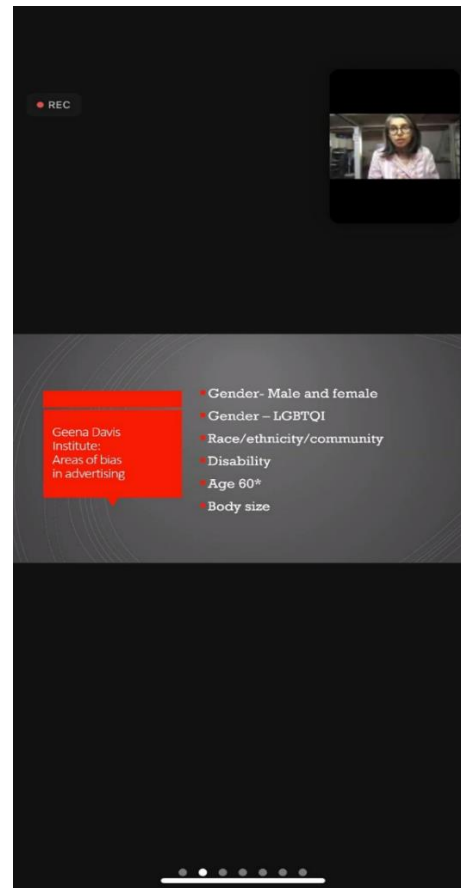 REC
Geena Davis
Institute:
Areas of bias
in advertising
Gender- Male and female
Gender – LGBTQI
Race/ethnicity/community
Disability
Age 60*
Body size